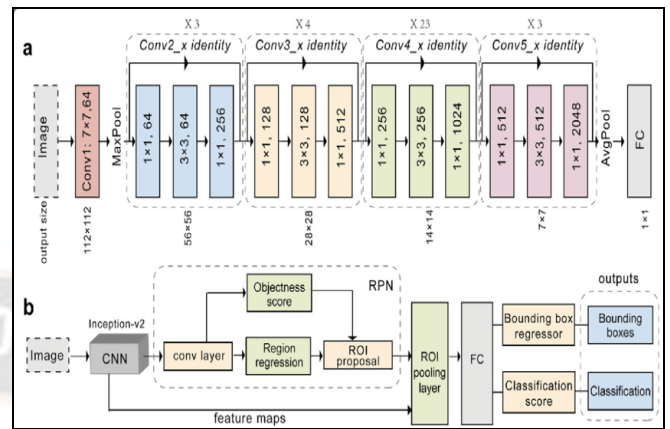 X 3
X 4
X 23
X 3
a
Conv2_x identity
Conv3_x identity
Conv4_x identity
Conv5_x identity
Image
Conv1: 7×7,64
MaxPool
1×1, 64
3×3, 64
1×1, 256
1×1, 128
3×3, 128
1×1, 512
1×1, 256
3×3, 256
1×1, 1024
1×1, 512
3×3, 512
1×1, 2048
AvgPool
FC
output size
112×112
56×56
28×28
14×14
7×7
1×1
b
Image
Inception-v2
CNN
conv layer
Objectness
score
Region
regression
ROI
proposal
RPN
feature maps
ROI
pooling
layer
FC
Bounding box
regressor
Classification
score
outputs
Bounding
boxes
Classification